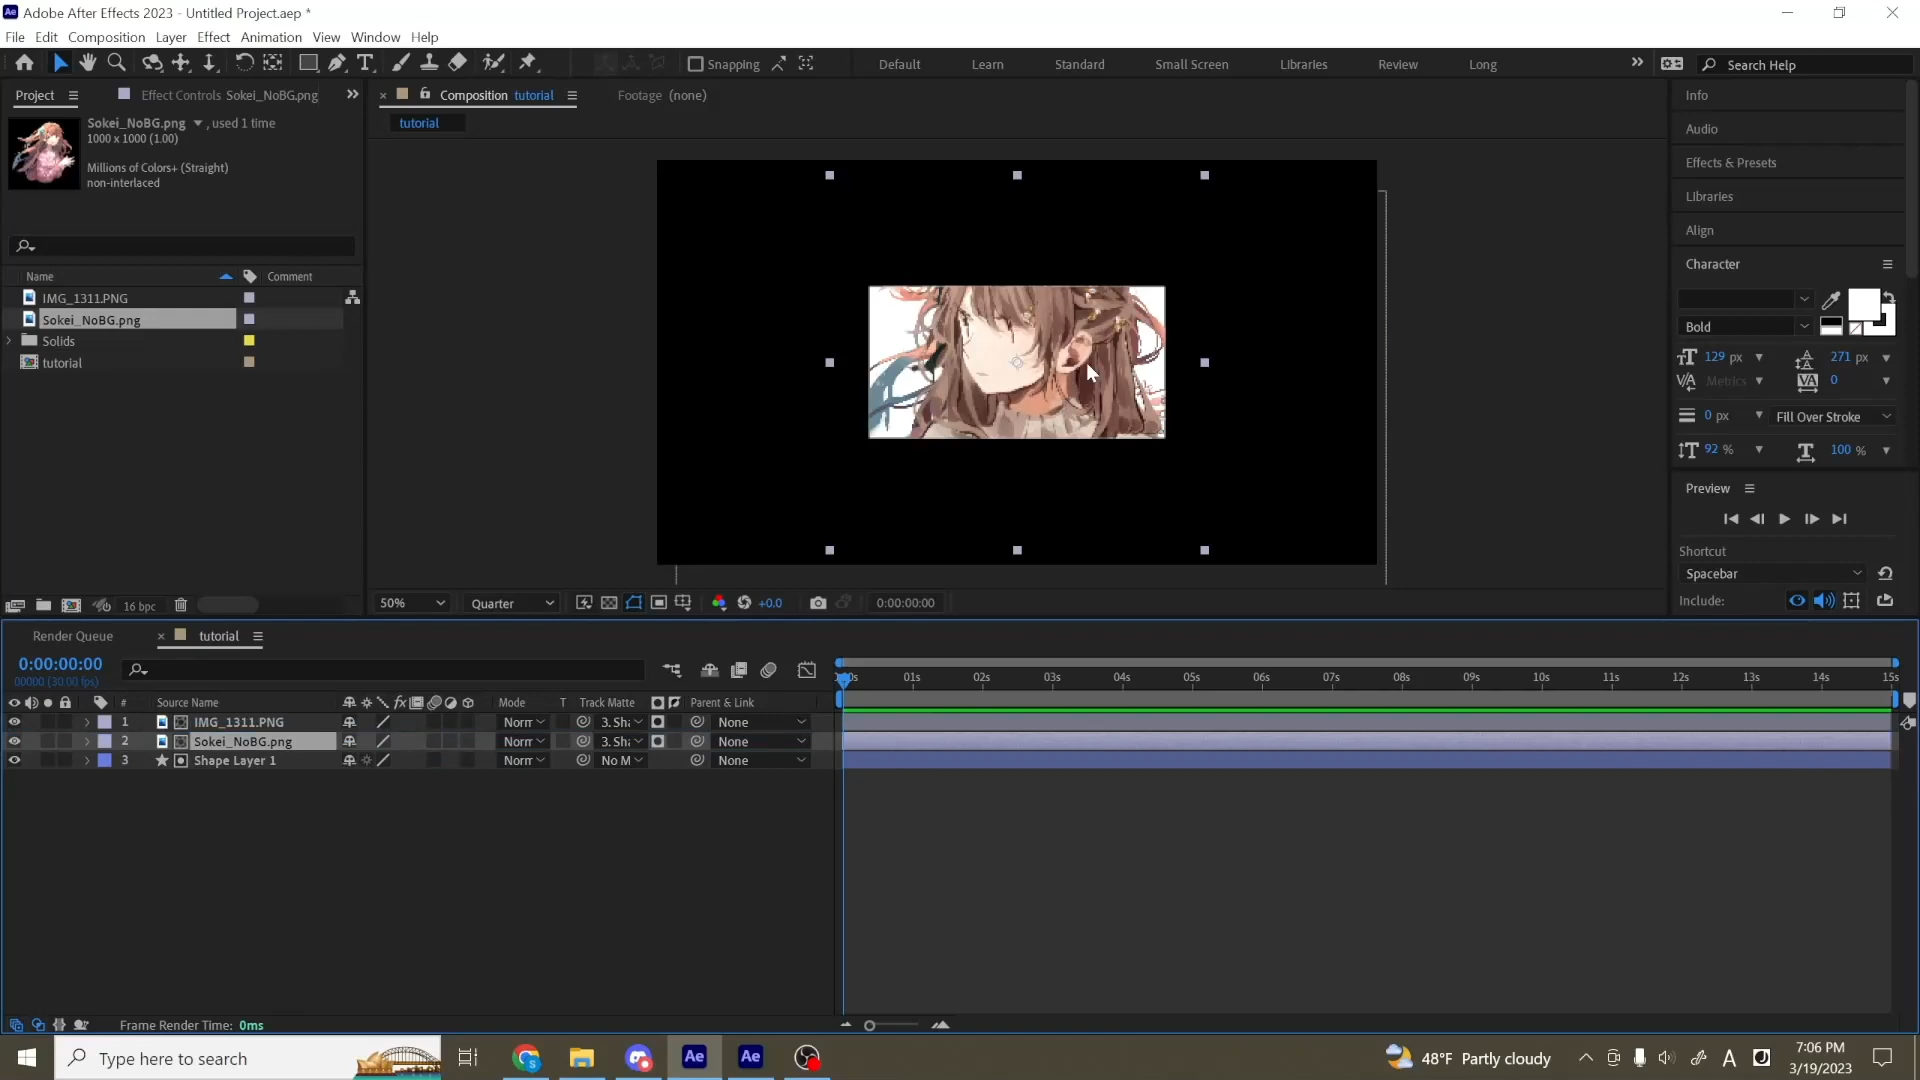 Adobe After Effects 2023 - Untitled Project.aep *
File Edit Composition Layer Effect Animation View Window Help
Snapping
Default Learn Standard Small Screen Libraries Review Long
Search Help
Project
Effect Controls Sokei_NoBG.png
Composition tutorial
Footage (none)
tutorial
Sokei_NoBG.png , used 1 time
1000 x 1000 (1.00)
Millions of Colors+ (Straight)
non-interlaced
Name Comment
IMG_1311.PNG
Sokei_NoBG.png
Solids
tutorial
16 bpc
50%
Quarter
+0.0
0:00:00:00
Info
Audio
Effects & Presets
Libraries
Align
Character
Bold
129 px
271 px
Metrics
0
0 px
Fill Over Stroke
92 %
100 %
Preview
Shortcut
Spacebar
Include:
Render Queue
tutorial
0:00:00:00
00000 (30.00 fps)
# Source Name Mode T Track Matte Parent & Link
01s 02s 03s 04s 05s 06s 07s 08s 09s 10s 11s 12s 13s 14s 15s
1 IMG_1311.PNG Norr 3. Sha None
2 Sokei_NoBG.png Norr 3. Sha None
3 Shape Layer 1 Norr No M None
Frame Render Time: 0ms
Type here to search
48°F Partly cloudy
7:06 PM
3/19/2023